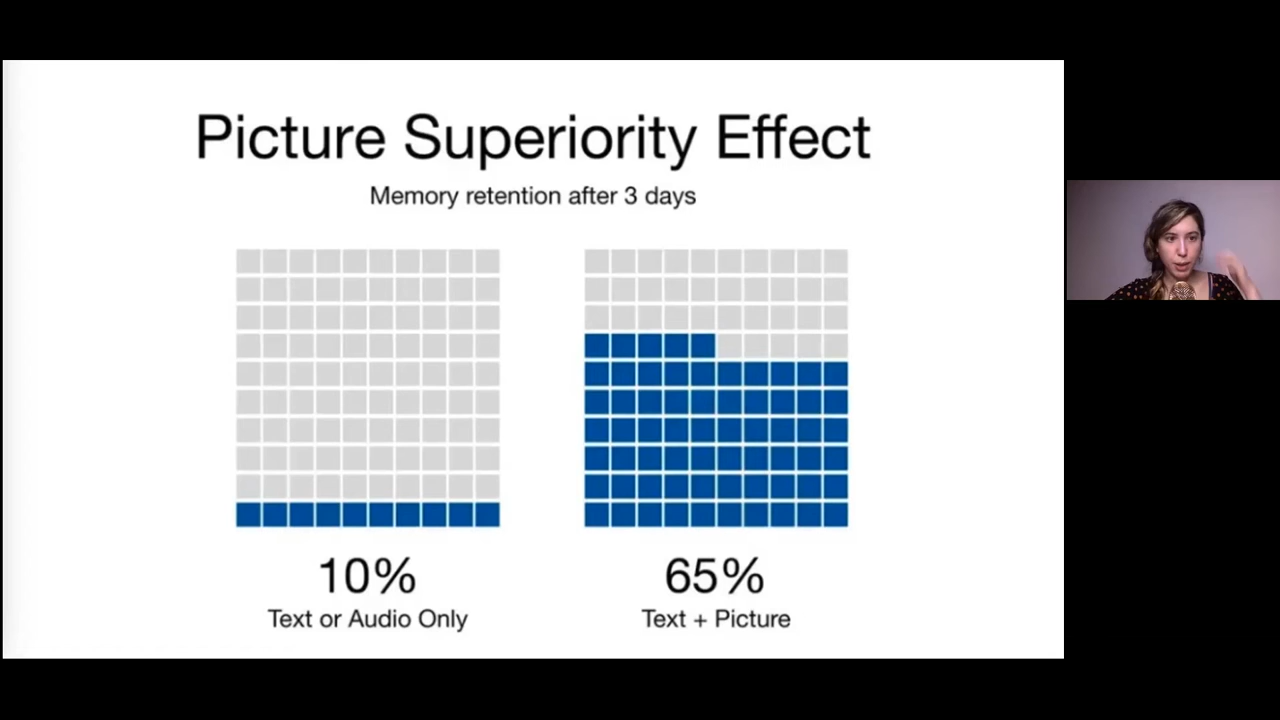 Picture Superiority Effect
Memory retention after 3 days
10%
Text or Audio Only
65%
Text + Picture